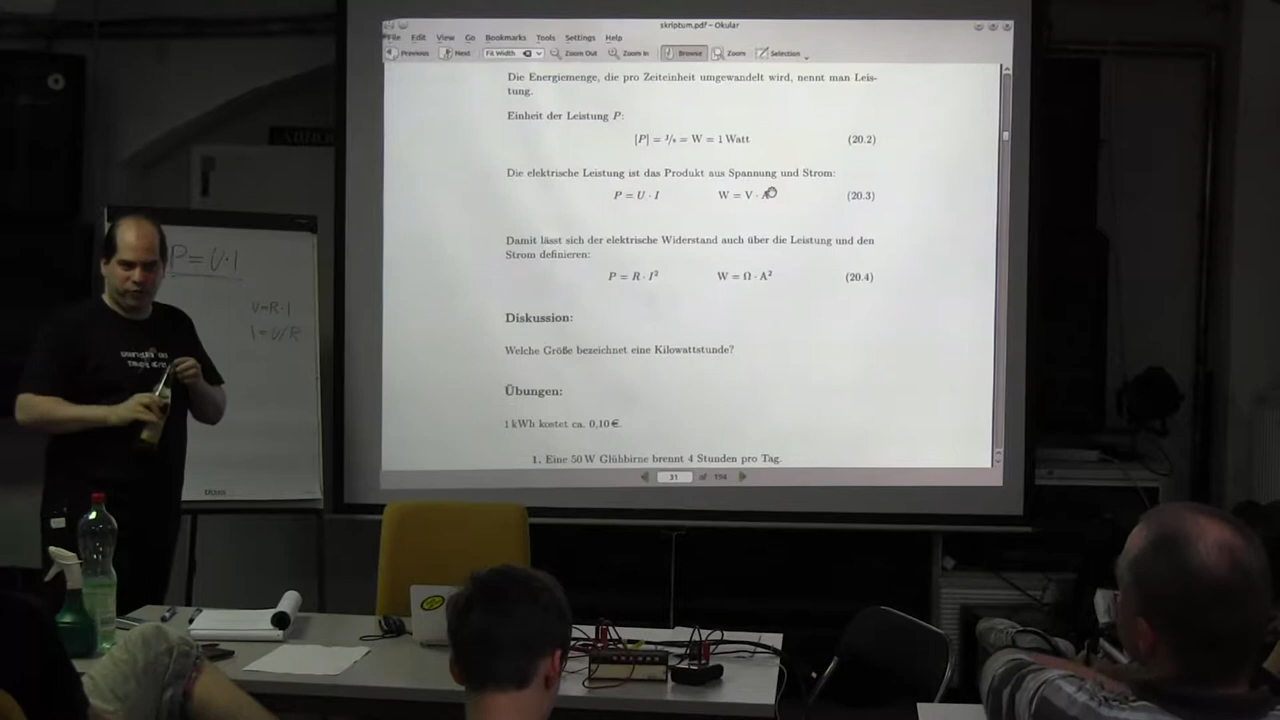 skriptum.pdf – Okular
File Edit View Go Bookmarks Tools Settings Help
Previous Next Fit Width Zoom Out Zoom In Browse Zoom Selection
Die Energiemenge, die pro Zeiteinheit umgewandelt wird, nennt man Leis-
tung.
Einheit der Leistung P:
[P] = J/s = W = 1 Watt (20.2)
Die elektrische Leistung ist das Produkt aus Spannung und Strom:
P = U · I W = V · A (20.3)
Damit lässt sich der elektrische Widerstand auch über die Leistung und den
Strom definieren:
P = R · I² W = Ω · A² (20.4)
Diskussion:
Welche Größe bezeichnet eine Kilowattstunde?
Übungen:
1 kWh kostet ca. 0,10 €.
1. Eine 50 W Glühbirne brennt 4 Stunden pro Tag.
31 of 194
P = U · I
V = R · I
I = U/R